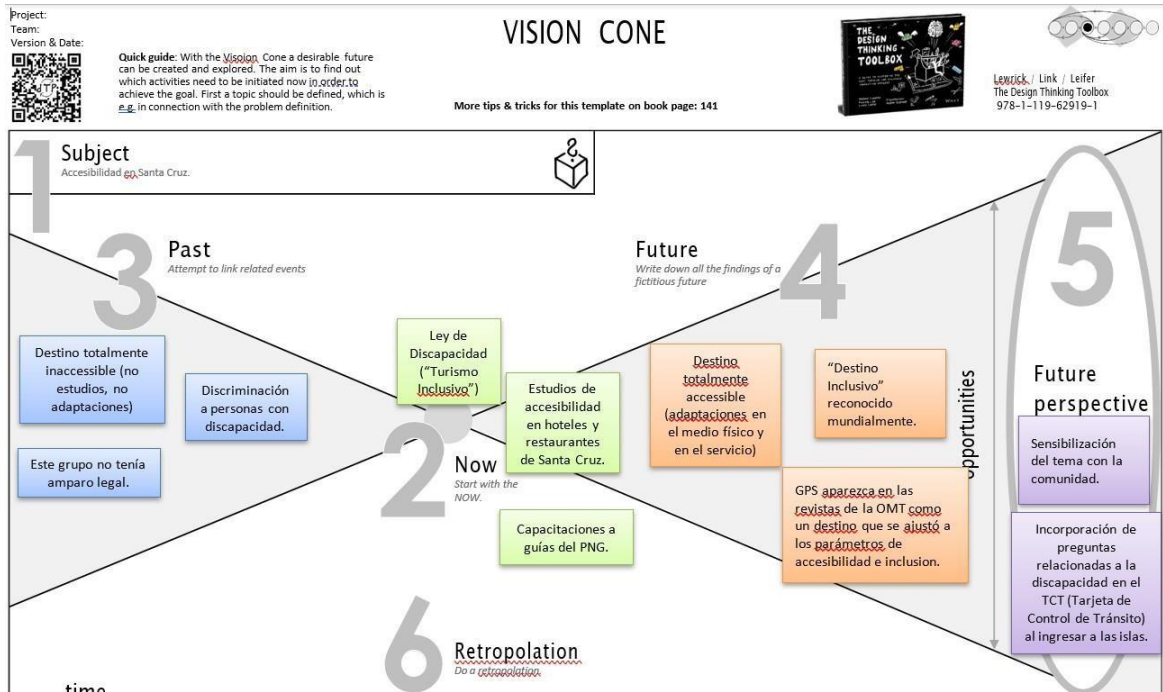 Project:
Team:
Version & Date:
VISION CONE
Quick guide: With the Visoion Cone a desirable future
can be created and explored. The aim is to find out
which activities need to be initiated now in order to
achieve the goal. First a topic should be defined, which is
e.g. in connection with the problem definition.
More tips & tricks for this template on book page: 141
THE
DESIGN
THINKING
TOOLBOX
Lewrick / Link / Leifer
The Design Thinking Toolbox
978-1-119-62919-1
1
Subject
Accesibilidad en Santa Cruz.
3
Past
Attempt to link related events
Destino totalmente
inaccessible (no
estudios, no
adaptaciones)
Discriminación
a personas con
discapacidad.
Este grupo no tenía
amparo legal.
Ley de
Discapacidad
("Turismo
Inclusivo")
Estudios de
accesibilidad
en hoteles y
restaurantes
de Santa Cruz.
2
Now
Start with the
NOW.
Capacitaciones a
guías del PNG.
Future
Write down all the findings of a
fictitious future
4
Destino
totalmente
accessible
(adaptaciones en
el medio físico y
en el servicio)
"Destino
Inclusivo"
reconocido
mundialmente.
GPS aparezca en las
revistas de la OMT como
un destino que se ajustó a
los parámetros de
accesibilidad e inclusion.
opportunities
5
Future
perspective
Sensibilización
del tema con la
comunidad.
Incorporación de
preguntas
relacionadas a la
discapacidad en el
TCT (Tarjeta de
Control de Tránsito)
al ingresar a las islas.
6
Retropolation
Do a retropolation
time